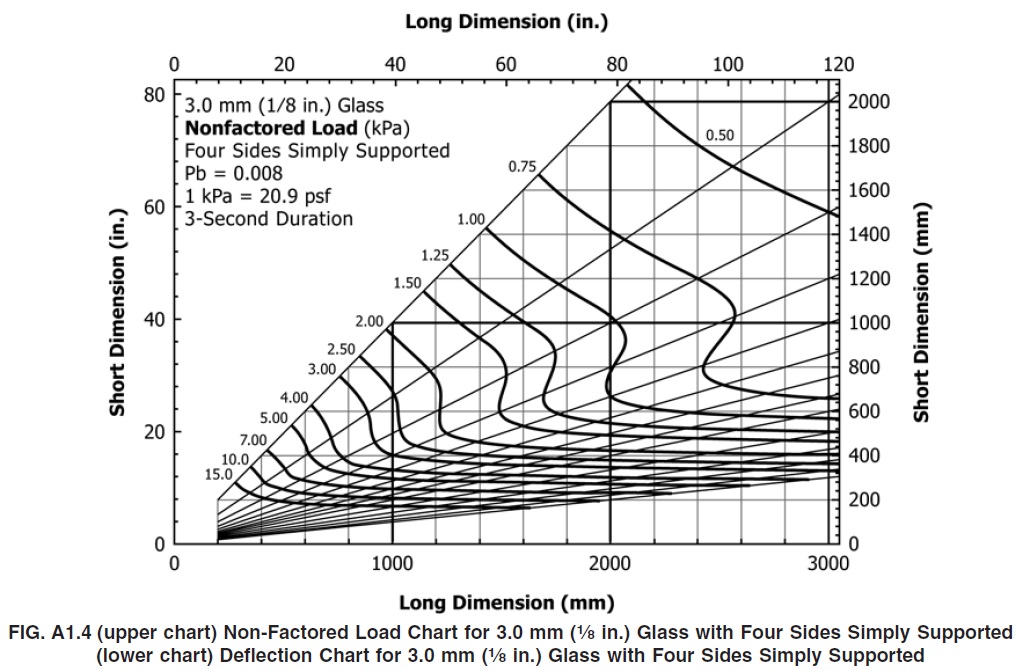 Long Dimension (in.)
0 20 40 60 80 100 120
3.0 mm (1/8 in.) Glass
Nonfactored Load (kPa)
Four Sides Simply Supported
Pb = 0.008
1 kPa = 20.9 psf
3-Second Duration
Short Dimension (in.)
80
60
40
20
0
0.50
0.75
1.00
1.25
1.50
2.00
2.50
3.00
4.00
5.00
7.00
10.0
15.0
2000
1800
1600
1400
1200
1000
800
600
400
200
0
Short Dimension (mm)
0 1000 2000 3000
Long Dimension (mm)
FIG. A1.4 (upper chart) Non-Factored Load Chart for 3.0 mm (⅛ in.) Glass with Four Sides Simply Supported
(lower chart) Deflection Chart for 3.0 mm (⅛ in.) Glass with Four Sides Simply Supported